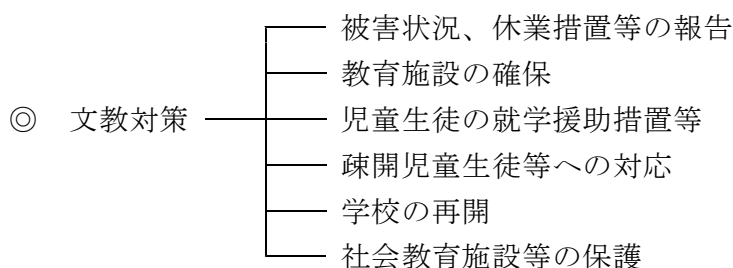 被害状況、休業措置等の報告
教育施設の確保
◎ 文教対策
児童生徒の就学援助措置等
疎開児童生徒等への対応
学校の再開
社会教育施設等の保護